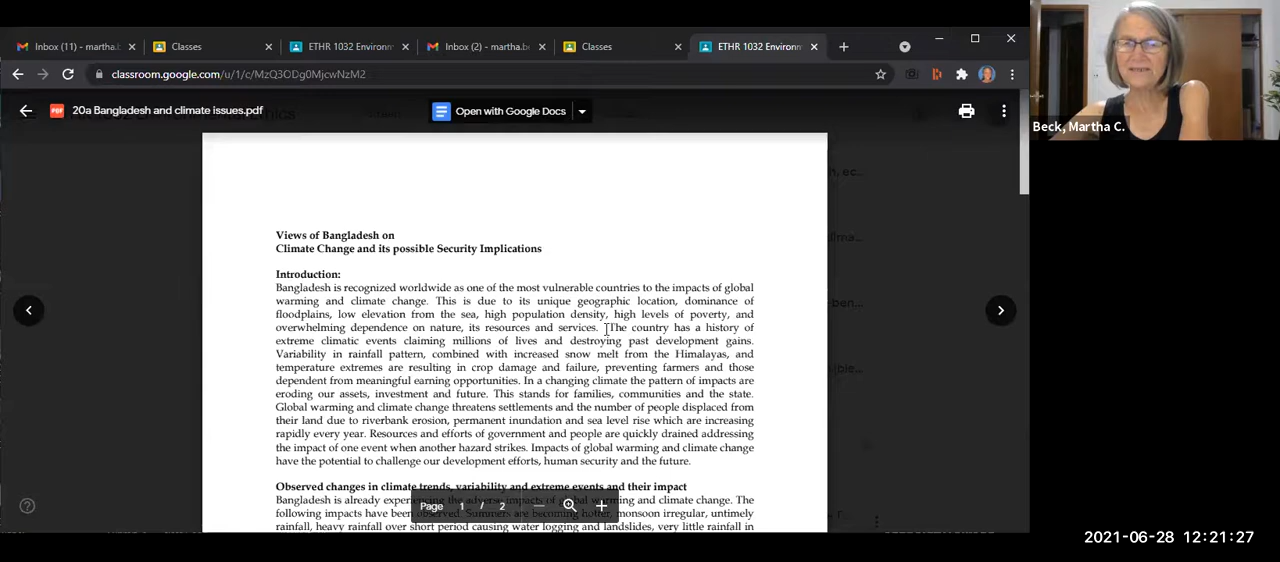 Inbox (11) - martha.b
Classes
ETHR 1032 Environm
Inbox (2) - martha.be
Classes
ETHR 1032 Environm
classroom.google.com/u/1/c/MzQ3ODg0MjcwNzM2
20a Bangladesh and climate issues.pdf
Open with Google Docs
Beck, Martha C.
Views of Bangladesh on
Climate Change and its possible Security Implications
Introduction:
Bangladesh is recognized worldwide as one of the most vulnerable countries to the impacts of global
warming and climate change. This is due to its unique geographic location, dominance of
floodplains, low elevation from the sea, high population density, high levels of poverty, and
overwhelming dependence on nature, its resources and services. The country has a history of
extreme climatic events claiming millions of lives and destroying past development gains.
Variability in rainfall pattern, combined with increased snow melt from the Himalayas, and
temperature extremes are resulting in crop damage and failure, preventing farmers and those
dependent from meaningful earning opportunities. In a changing climate the pattern of impacts are
eroding our assets, investment and future. This stands for families, communities and the state.
Global warming and climate change threatens settlements and the number of people displaced from
their land due to riverbank erosion, permanent inundation and sea level rise which are increasing
rapidly every year. Resources and efforts of government and people are quickly drained addressing
the impact of one event when another hazard strikes. Impacts of global warming and climate change
have the potential to challenge our development efforts, human security and the future.
Observed changes in climate trends, variability and extreme events and their impact
Bangladesh is already experiencing the adverse impacts of global warming and climate change. The
following impacts have been observed. Summers are becoming hotter, monsoon irregular, untimely
rainfall, heavy rainfall over short period causing water logging and landslides, very little rainfall in
Page 1 / 2
2021-06-28 12:21:27